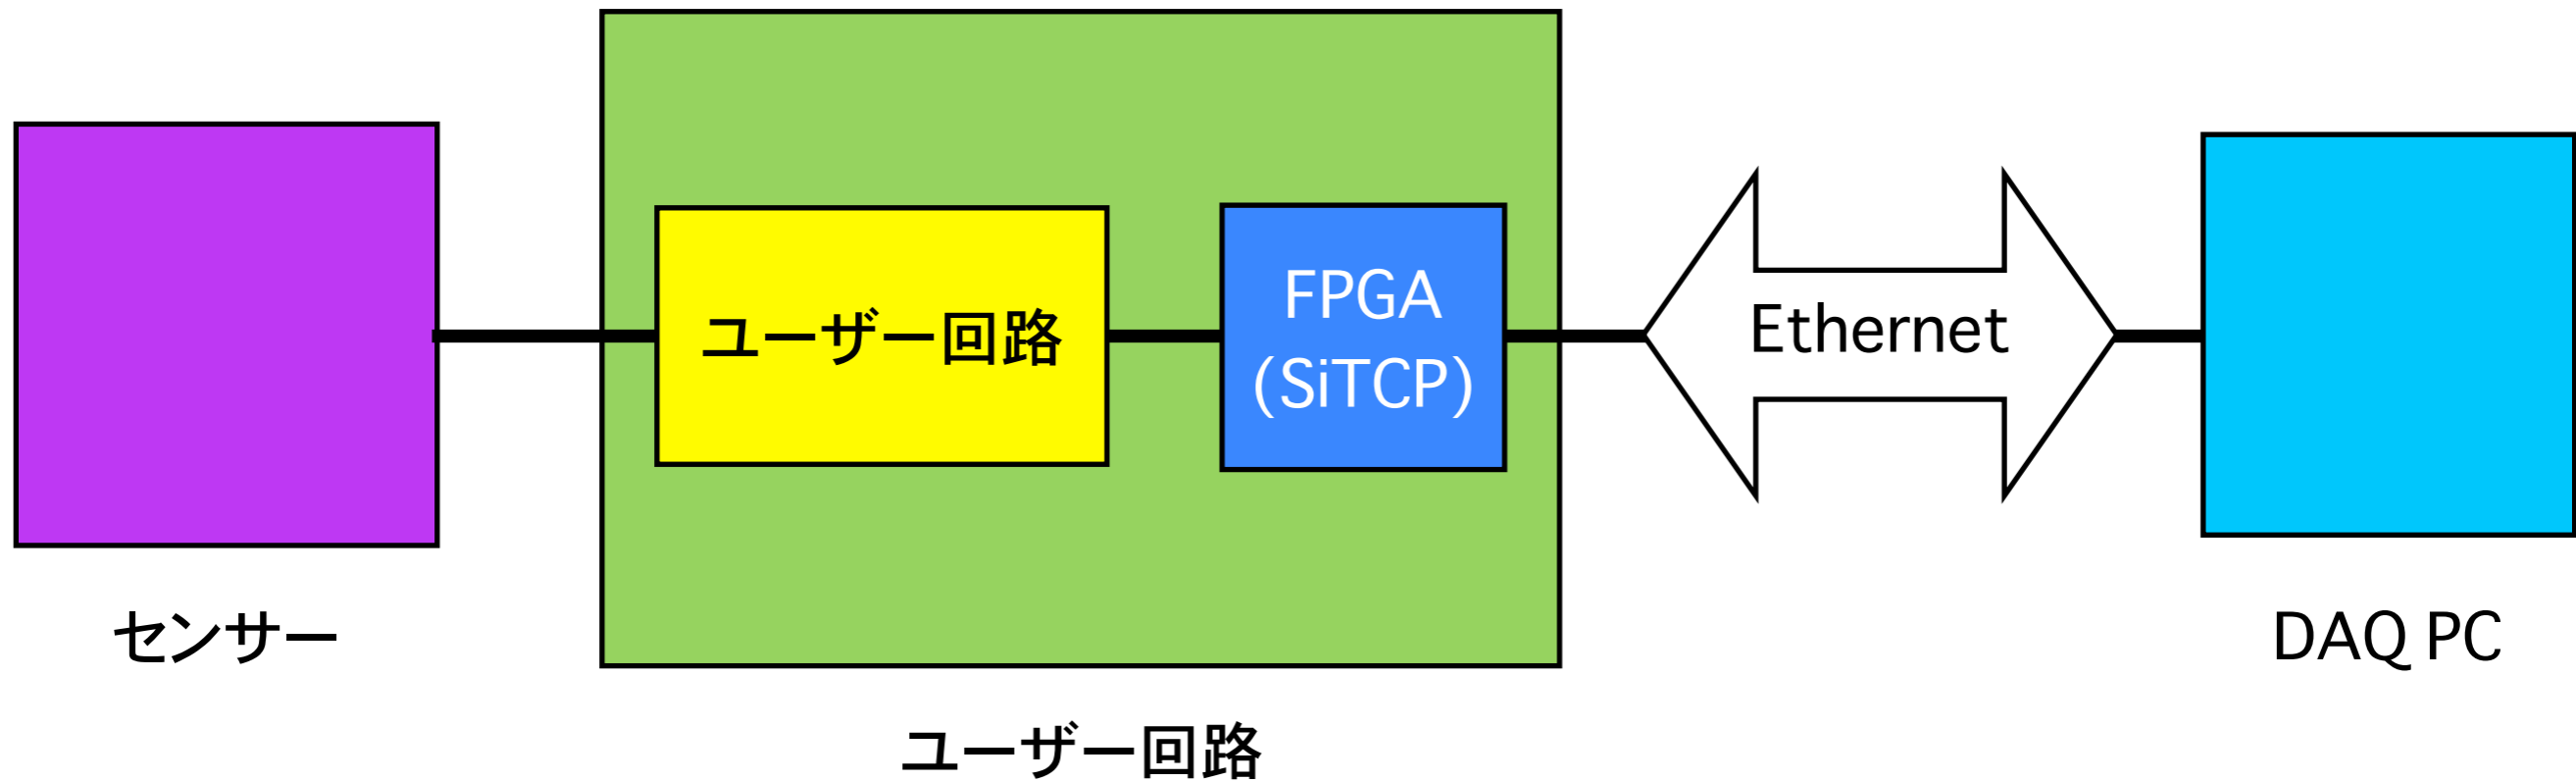 ユーザー回路
FPGA
(SiTCP)
Ethernet
センサー
DAQ PC
ユーザー回路